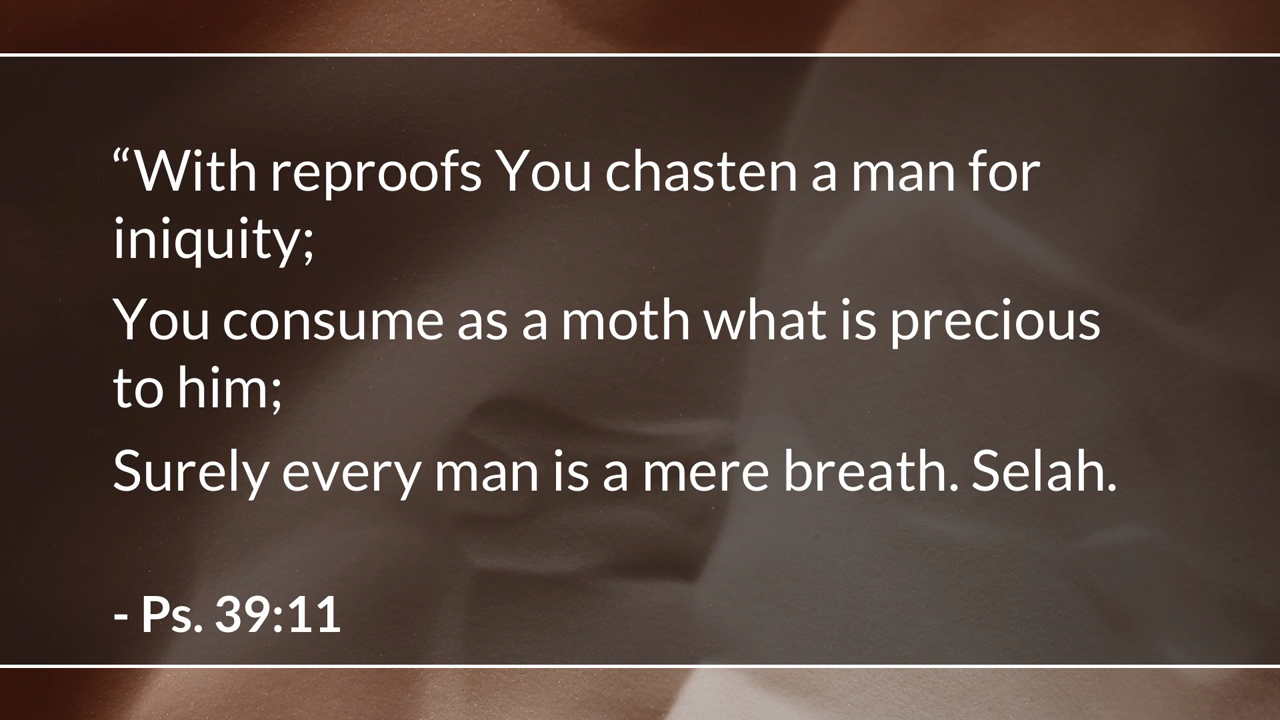 “With reproofs You chasten a man for
iniquity;
You consume as a moth what is precious
to him;
Surely every man is a mere breath. Selah.
- Ps. 39:11